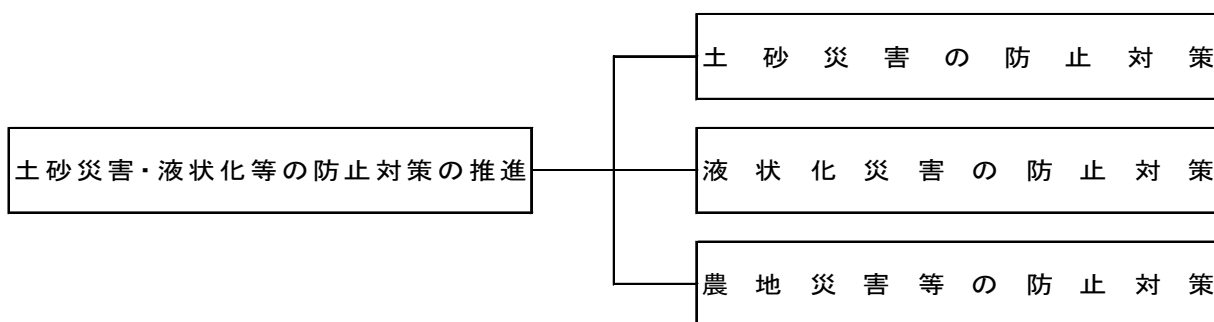 土砂災害の防止対策
土砂災害・液状化等の防止対策の推進
液状化災害の防止対策
農地災害等の防止対策